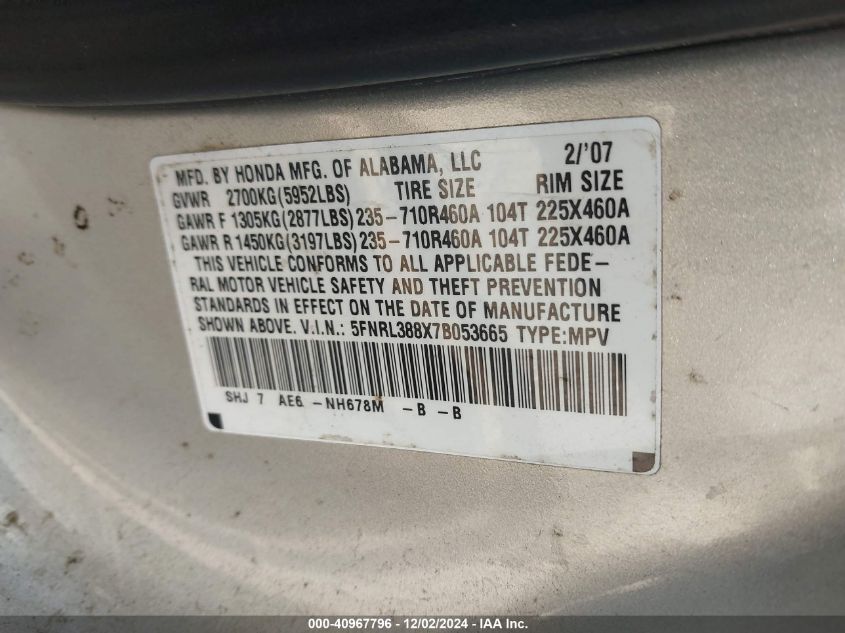 MFD. BY HONDA MFG. OF ALABAMA, LLC 2/'07
GVWR 2700KG(5952LBS) TIRE SIZE RIM SIZE
GAWR F 1305KG(2877LBS) 235-710R460A 104T 225X460A
GAWR R 1450KG(3197LBS) 235-710R460A 104T 225X460A
THIS VEHICLE CONFORMS TO ALL APPLICABLE FEDE-
RAL MOTOR VEHICLE SAFETY AND THEFT PREVENTION
STANDARDS IN EFFECT ON THE DATE OF MANUFACTURE
SHOWN ABOVE. V.I.N.: 5FNRL388X7B053665 TYPE:MPV
SHJ 7 AE6 -NH678M -B -B
000-40967796 - 12/02/2024 - IAA Inc.